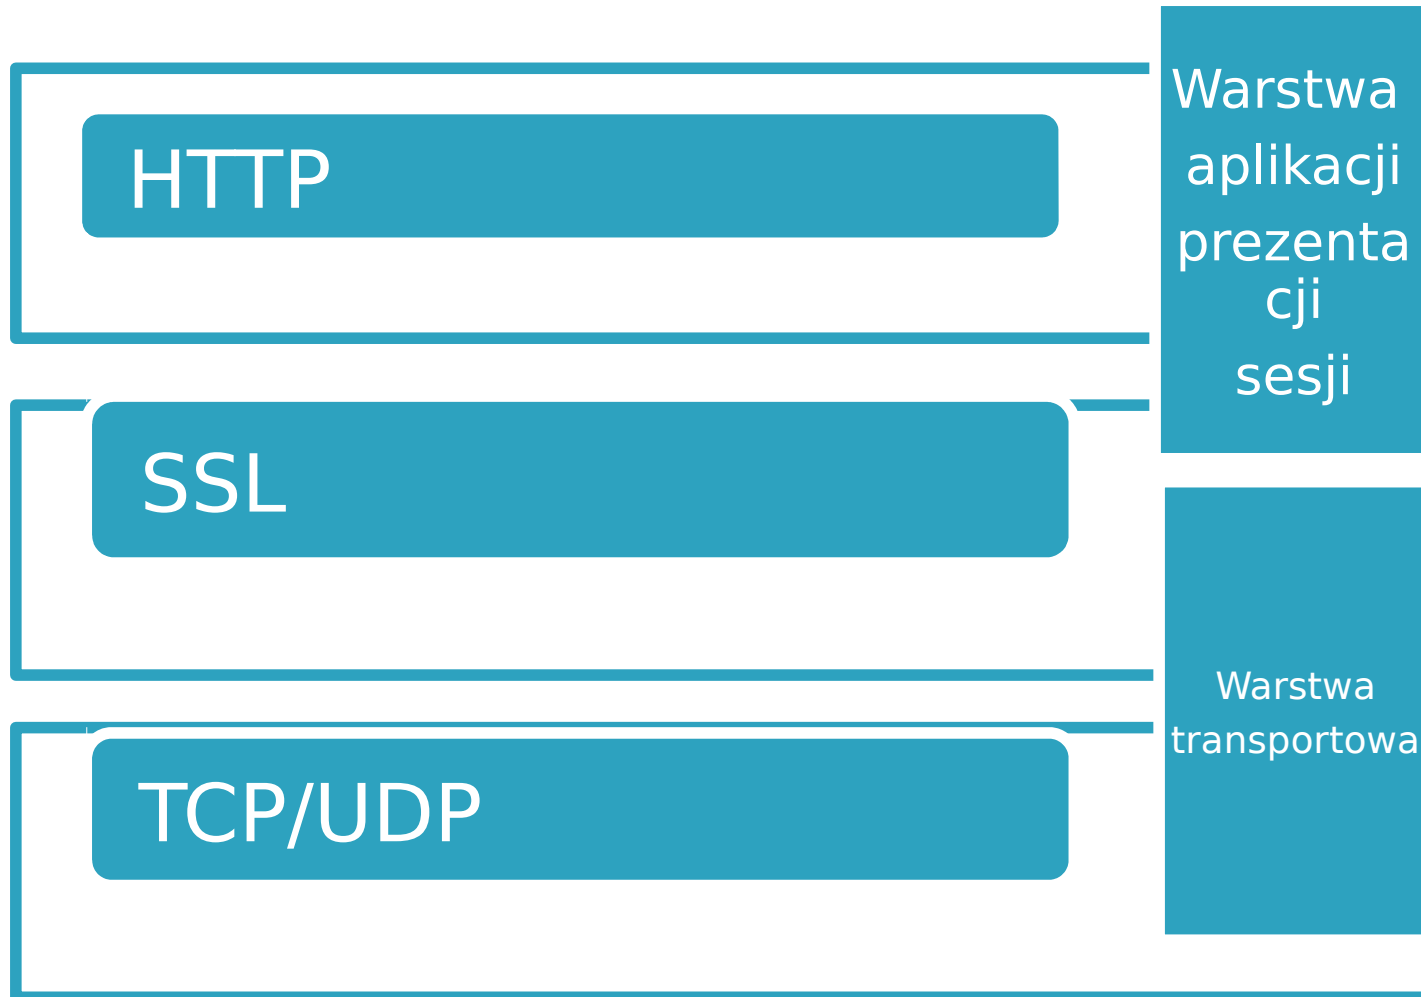 HTTP
SSL
TCP/UDP
Warstwa
aplikacji
prezenta
cji
sesji
Warstwa
transportowa